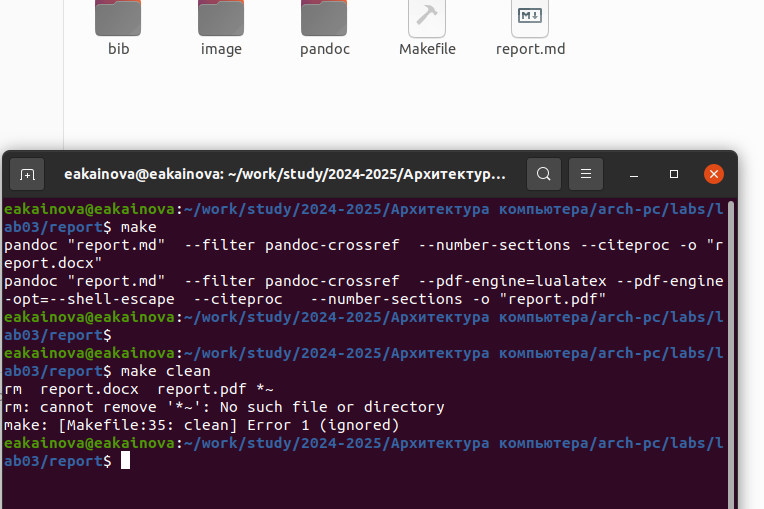 bib image pandoc Makefile report.md
eakainova@eakainova: ~/work/study/2024-2025/Архитектур...
eakainova@eakainova:~/work/study/2024-2025/Архитектура компьютера/arch-pc/labs/l
ab03/report$ make
pandoc "report.md"  --filter pandoc-crossref  --number-sections --citeproc -o "r
eport.docx"
pandoc "report.md"  --filter pandoc-crossref  --pdf-engine=lualatex --pdf-engine
-opt=--shell-escape  --citeproc   --number-sections -o "report.pdf"
eakainova@eakainova:~/work/study/2024-2025/Архитектура компьютера/arch-pc/labs/l
ab03/report$
eakainova@eakainova:~/work/study/2024-2025/Архитектура компьютера/arch-pc/labs/l
ab03/report$ make clean
rm  report.docx  report.pdf *~
rm: cannot remove '*~': No such file or directory
make: [Makefile:35: clean] Error 1 (ignored)
eakainova@eakainova:~/work/study/2024-2025/Архитектура компьютера/arch-pc/labs/l
ab03/report$